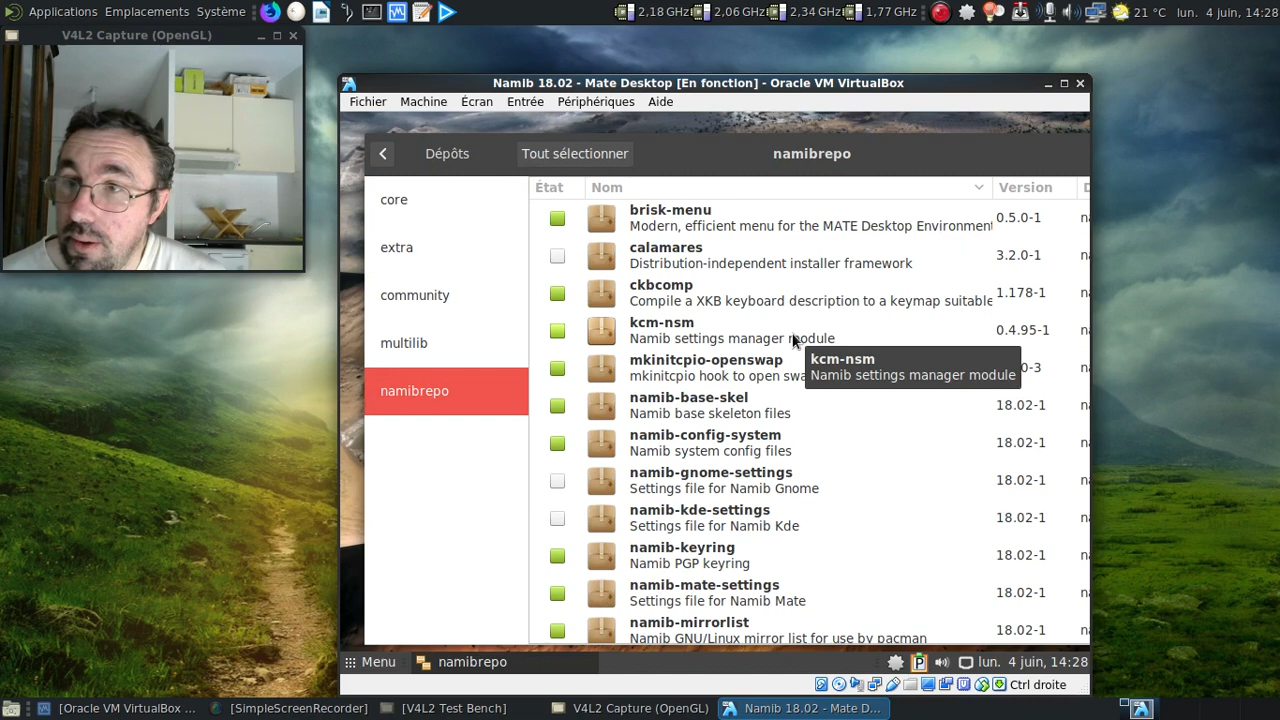 Applications Emplacements Système
2,18 GHz 2,06 GHz 2,34 GHz 1,77 GHz
21 °C lun. 4 juin, 14:28
V4L2 Capture (OpenGL)
Namib 18.02 - Mate Desktop [En fonction] - Oracle VM VirtualBox
Fichier Machine Écran Entrée Périphériques Aide
Dépôts Tout sélectionner namibrepo
core
extra
community
multilib
namibrepo
État Nom Version
brisk-menu
Modern, efficient menu for the MATE Desktop Environment
0.5.0-1
calamares
Distribution-independent installer framework
3.2.0-1
ckbcomp
Compile a XKB keyboard description to a keymap suitable
1.178-1
kcm-nsm
Namib settings manager module
0.4.95-1
kcm-nsm
Namib settings manager module
mkinitcpio-openswap
mkinitcpio hook to open swa
0-3
namib-base-skel
Namib base skeleton files
18.02-1
namib-config-system
Namib system config files
18.02-1
namib-gnome-settings
Settings file for Namib Gnome
18.02-1
namib-kde-settings
Settings file for Namib Kde
18.02-1
namib-keyring
Namib PGP keyring
18.02-1
namib-mate-settings
Settings file for Namib Mate
18.02-1
namib-mirrorlist
Namib GNU/Linux mirror list for use by pacman
18.02-1
Menu namibrepo lun. 4 juin, 14:28
Ctrl droite
[Oracle VM VirtualBox ... [SimpleScreenRecorder] [V4L2 Test Bench] V4L2 Capture (OpenGL) Namib 18.02 - Mate D...